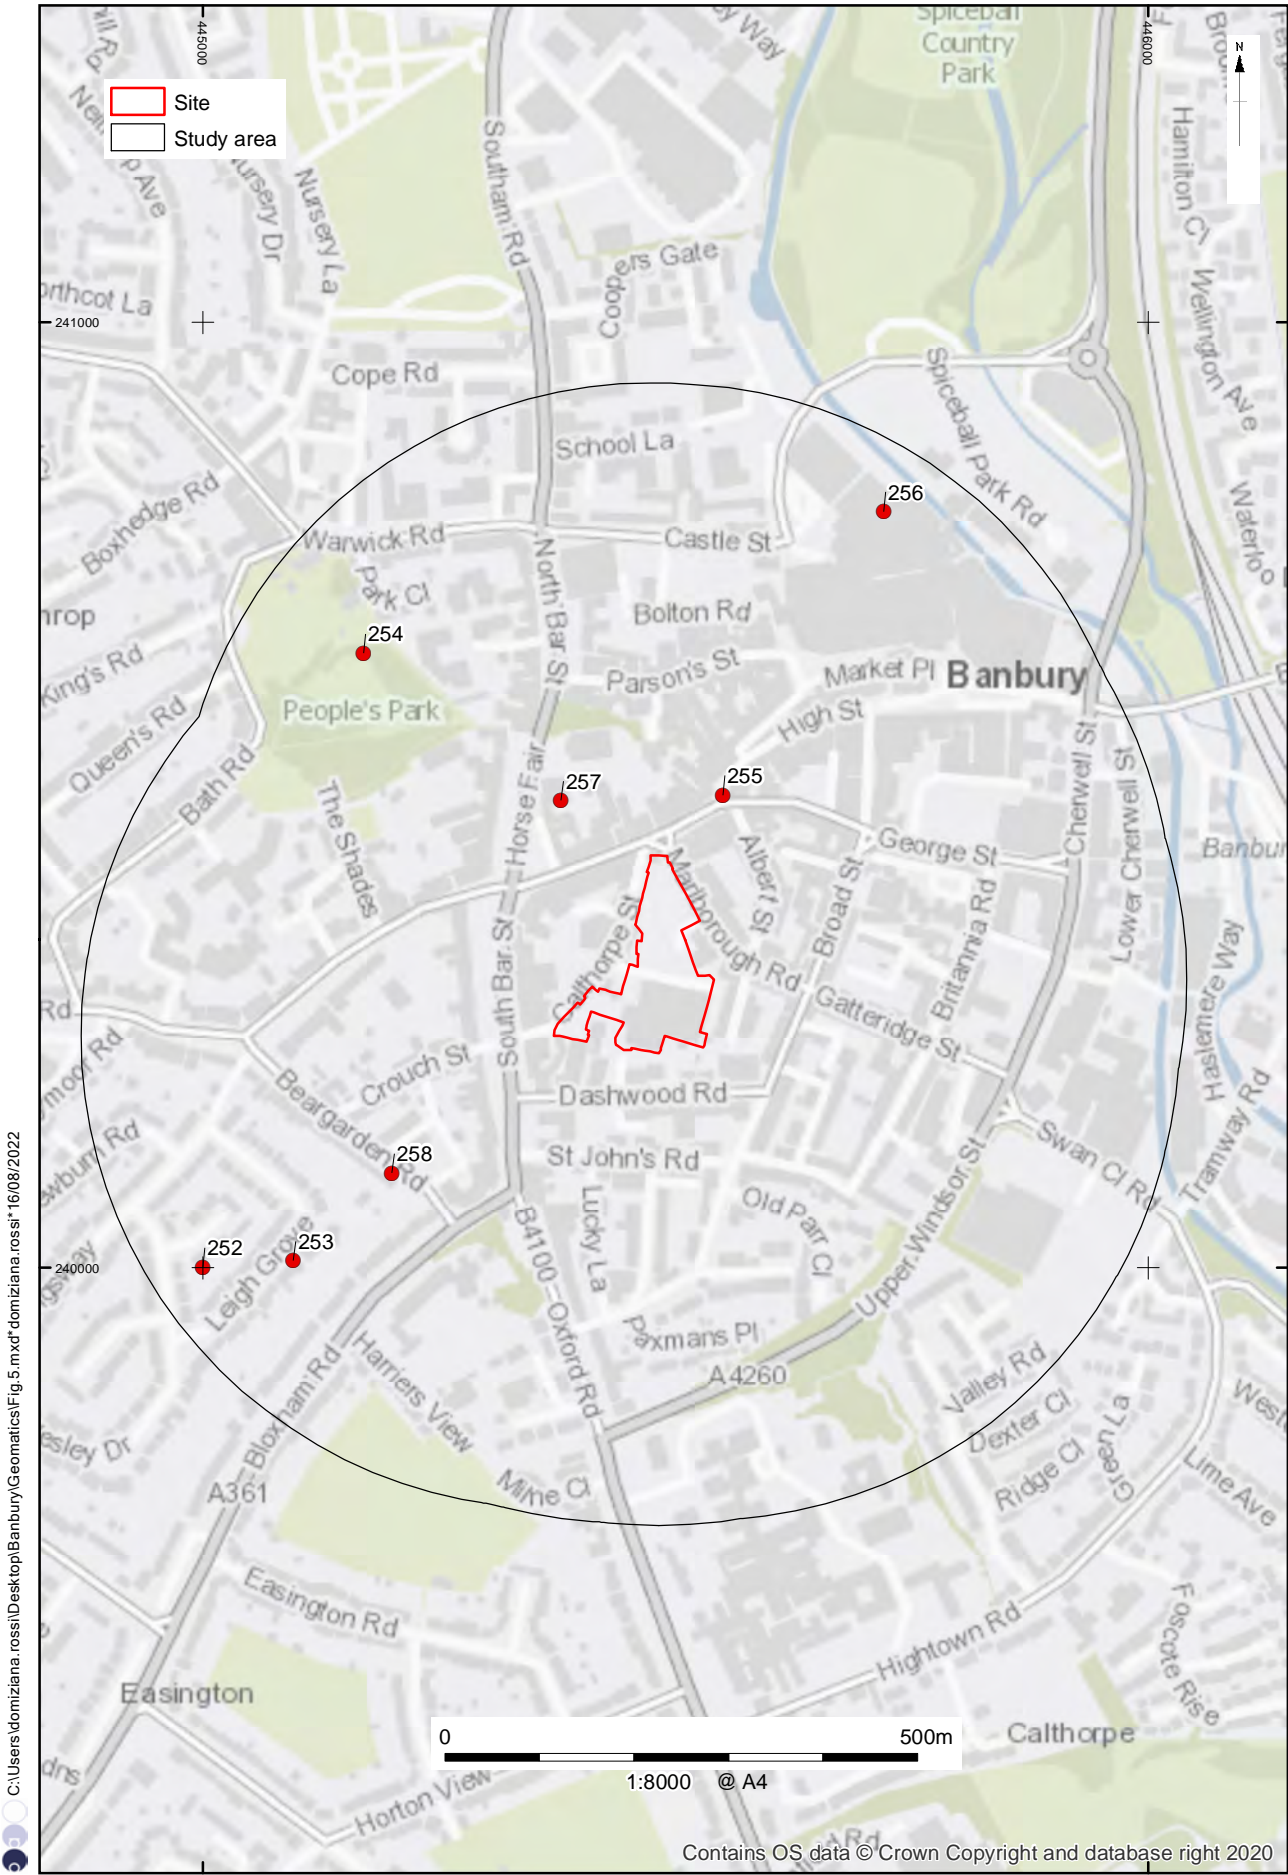 445000
446000
N
Site
Study area
Spiceball
Country
Park
Hamilton Cl
Nursery La
Southam Rd
Coopers Gate
Wellington Ave
241000
Cope Rd
School La
Spiceball Park Rd
Boxhedge Rd
256
Warwick Rd
Castle St
Park Cl
North Bar St
Bolton Rd
254
King's Rd
Parson's St
Market Pl
Banbury
People's Park
Queen's Rd
High St
Bath Rd
257
255
Horse Fair
The Shades
Albert St
George St
Cherwell St
Lower Cherwell St
Marlborough Rd
Broad St
Britannia Rd
Calthorpe St
South Bar St
Haslemere Way
Gatteridge St
Rd
Crouch St
Dashwood Rd
Beargarden Rd
258
St John's Rd
Swan Cl Rd
Tramway Rd
Lucky La
Old Parr Cl
Upper Windsor St
252
253
240000
Leigh Grove
B4100
Oxford Rd
Paxmans Pl
A4260
Harriers View
Bloxham Rd
Valley Rd
Dexter Cl
Ridge Cl
Green La
Lime Ave
A361
Milne Cl
Easington Rd
Hightown Rd
Foscote Rise
Easington
Calthorpe
0 500m
1:8000 @ A4
Horton View
Contains OS data © Crown Copyright and database right 2020
C:\Users\domiziana.rossi\Desktop\Banbury\Geomatics\Fig.5.mxd*domiziana.rossi*16/08/2022